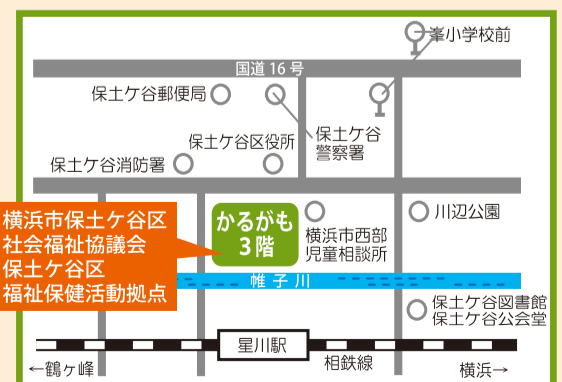 峯小学校前
国道16号
保土ケ谷郵便局
保土ケ谷区役所
保土ケ谷
警察署
保土ケ谷消防署
横浜市保土ケ谷区
社会福祉協議会
保土ケ谷区
福祉保健活動拠点
かるがも
3階
横浜市西部
児童相談所
川辺公園
帷子川
保土ケ谷図書館
保土ケ谷公会堂
星川駅
相鉄線
←鶴ヶ峰
横浜→